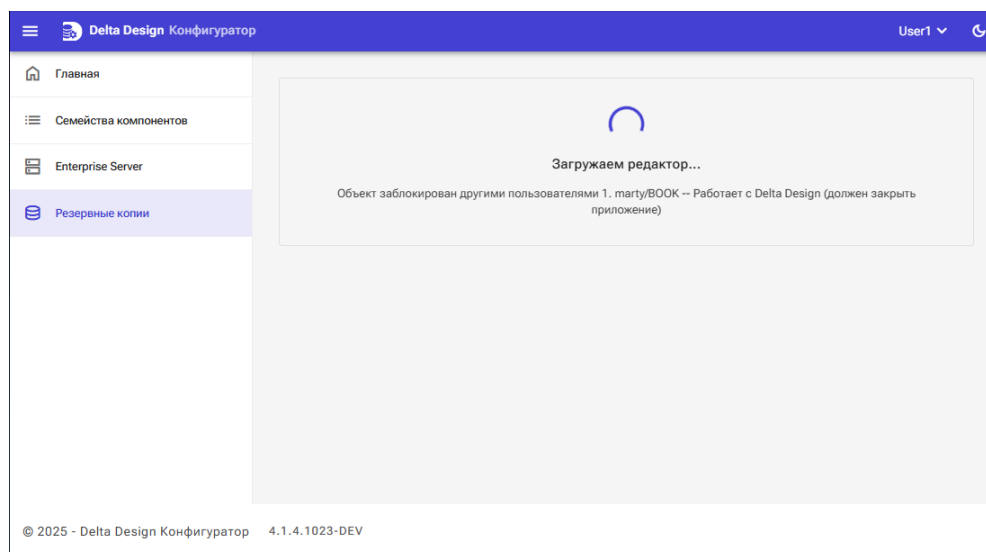 Delta Design Конфигуратор
User1
Главная
Семейства компонентов
Enterprise Server
Резервные копии
Загружаем редактор...
Объект заблокирован другими пользователями 1. marty/BOOK -- Работает с Delta Design (должен закрыть
приложение)
© 2025 - Delta Design Конфигуратор 4.1.4.1023-DEV